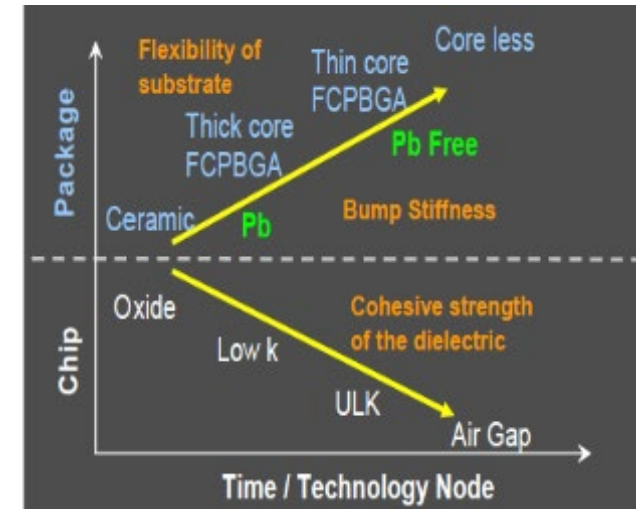 Core less
Flexibility of
substrate
Thin core
FCPBGA
Thick core
FCPBGA
Pb Free
Package
Ceramic
Pb
Bump Stiffness
Oxide
Cohesive strength
of the dielectric
Low k
Chip
ULK
Air Gap
Time / Technology Node